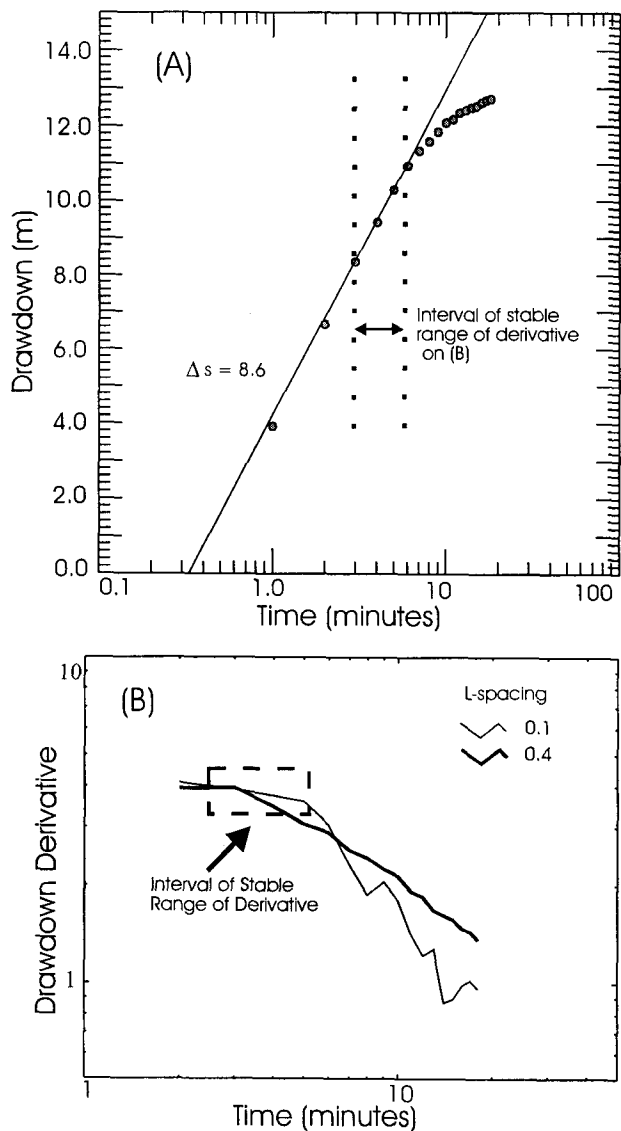 14.0
(A)
12.0
10.0
8.0
6.0
4.0
2.0
0.0
Drawdown (m)
Interval of stable
range of derivative
on (B)
Δ s = 8.6
0.1
1.0
10
100
Time (minutes)
10
(B)
L-spacing
0.1
0.4
Interval of Stable
Range of Derivative
Drawdown Derivative
1
1
10
Time (minutes)